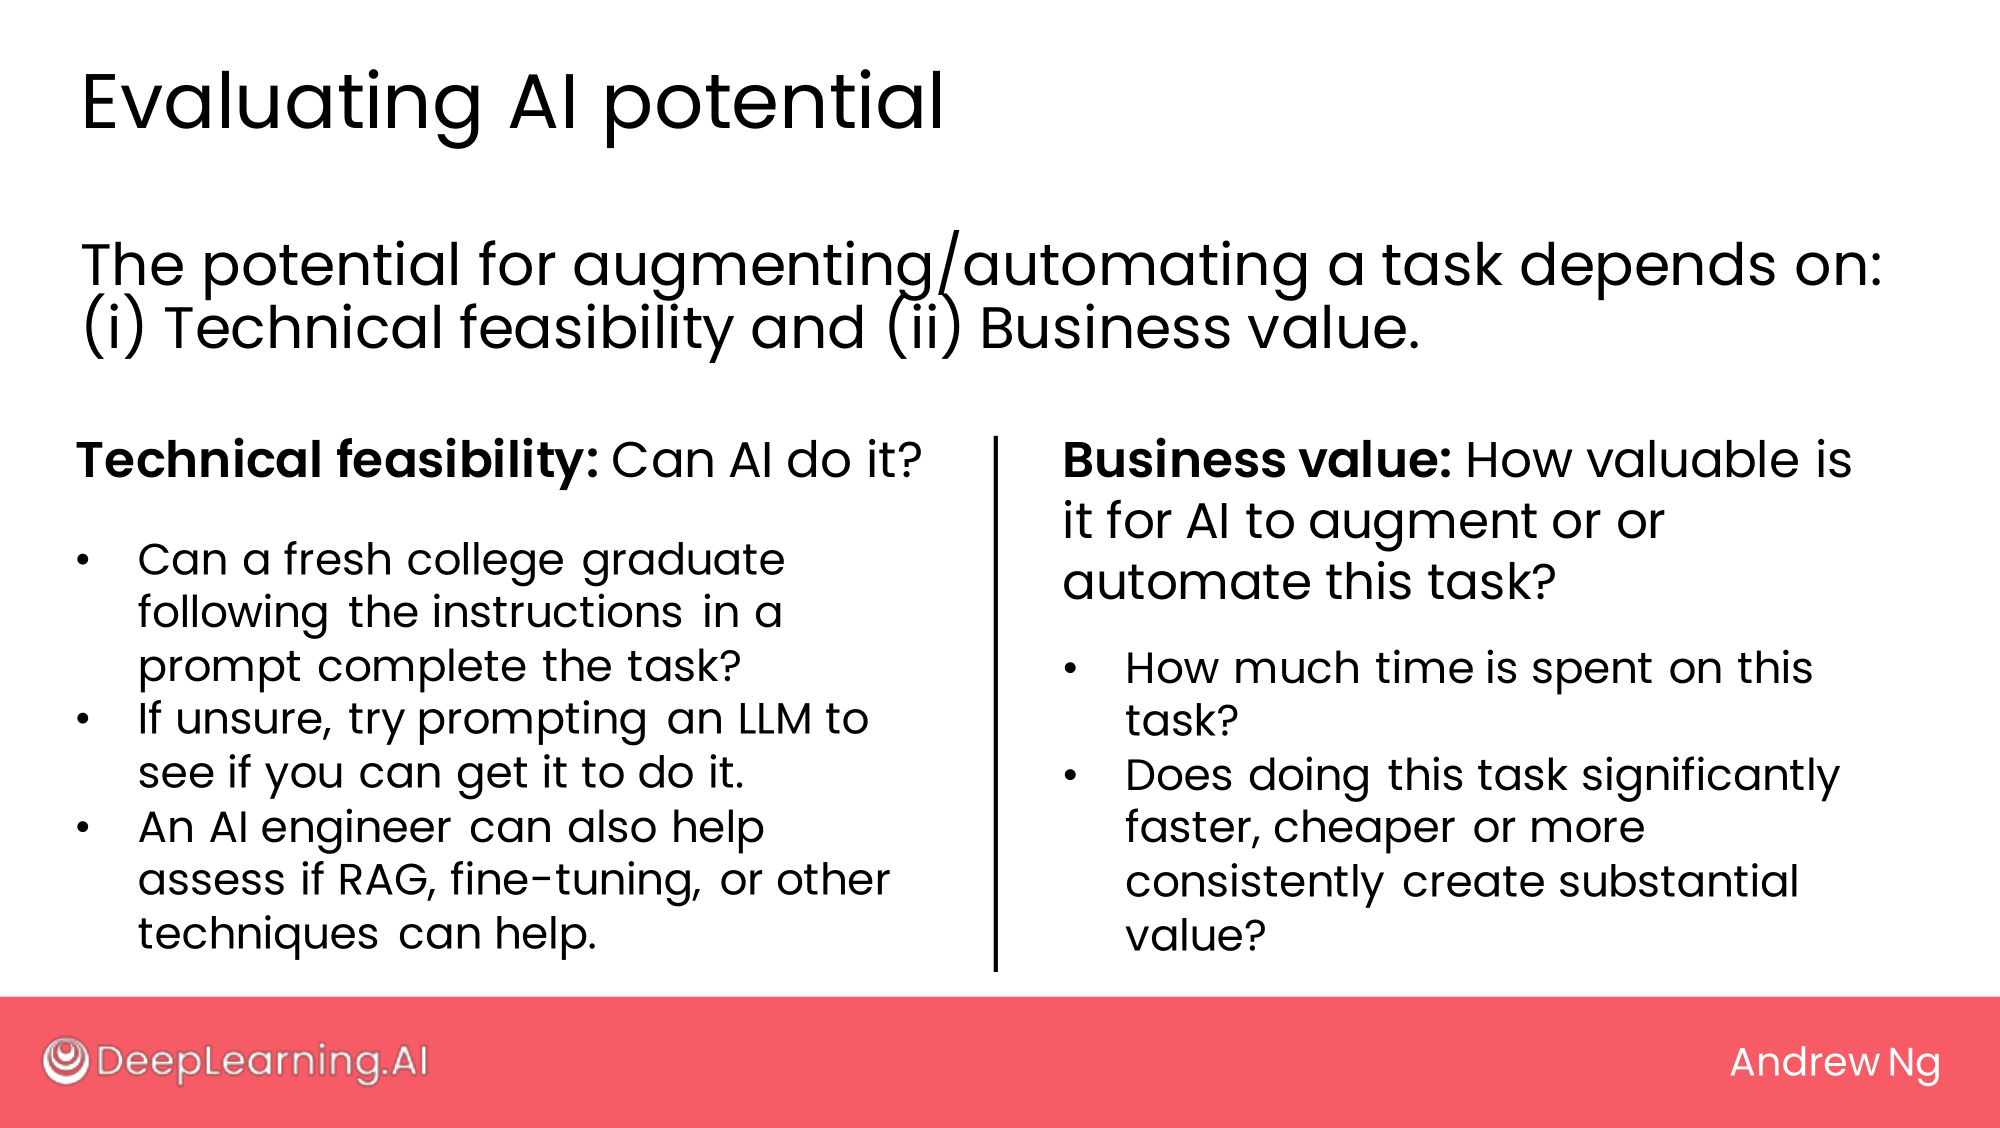 Evaluating AI potential
The potential for augmenting/automating a task depends on:
(i) Technical feasibility and (ii) Business value.
Technical feasibility: Can AI do it?
• Can a fresh college graduate
following the instructions in a
prompt complete the task?
• If unsure, try prompting an LLM to
see if you can get it to do it.
• An AI engineer can also help
assess if RAG, fine-tuning, or other
techniques can help.
Business value: How valuable is
it for AI to augment or or
automate this task?
• How much time is spent on this
task?
• Does doing this task significantly
faster, cheaper or more
consistently create substantial
value?
DeepLearning.AI
Andrew Ng